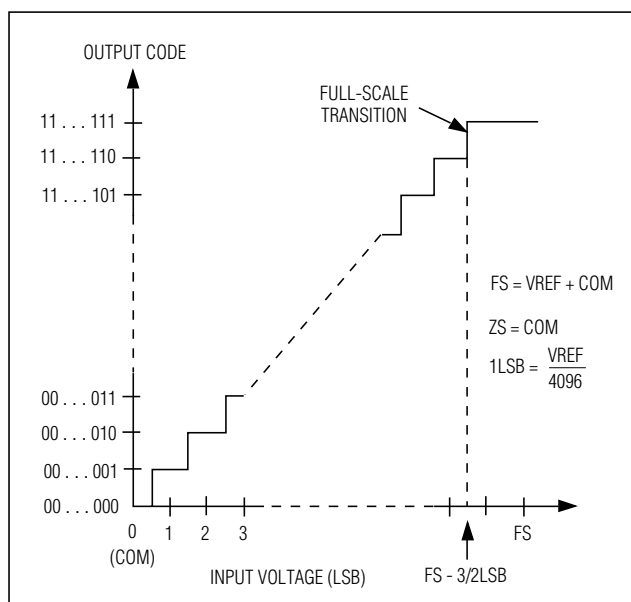 OUTPUT CODE
FULL-SCALE
TRANSITION
11 . . . 111
11 . . . 110
11 . . . 101
FS = VREF + COM
ZS = COM
1LSB = VREF
4096
00 . . . 011
00 . . . 010
00 . . . 001
00 . . . 000
0 1 2 3 FS
(COM)
INPUT VOLTAGE (LSB)
FS - 3/2LSB